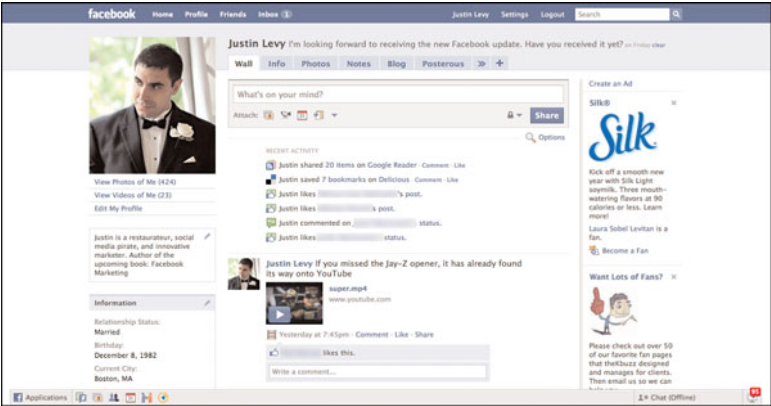 facebook Home Profile Friends Inbox 1 Justin Levy Settings Logout Search
Justin Levy I'm looking forward to receiving the new Facebook update. Have you received it yet? on Friday clear
Wall Info Photos Notes Blog Posterous » +
What's on your mind?
Attach: 31 Share
Options
RECENT ACTIVITY
Justin shared 20 items on Google Reader · Comment · Like
Justin saved 7 bookmarks on Delicious · Comment · Like
Justin likes 's post.
Justin likes 's post.
Justin commented on status.
Justin likes status.
Justin Levy If you missed the Jay-Z opener, it has already found
its way onto YouTube
super.mp4
www.youtube.com
Yesterday at 7:45pm · Comment · Like · Share
likes this.
Write a comment...
View Photos of Me (424)
View Videos of Me (23)
Edit My Profile
Justin is a restaurateur, social
media pirate, and innovative
marketer. Author of the
upcoming book: Facebook
Marketing
Information
Relationship Status:
Married
Birthday:
December 8, 1982
Current City:
Boston, MA
Create an Ad
Silk®
Silk
Kick off a smooth new
year with Silk Light
soymilk. Three mouth-
watering flavors at 90
calories or less. Learn
more!
Laura Sobel Levitan is a
fan.
Become a Fan
Want Lots of Fans?
Please check out over 50
of our favorite fan pages
that theKbuzz designed
and manages for clients.
Then email us so we can
Applications
Chat (Offline)
95